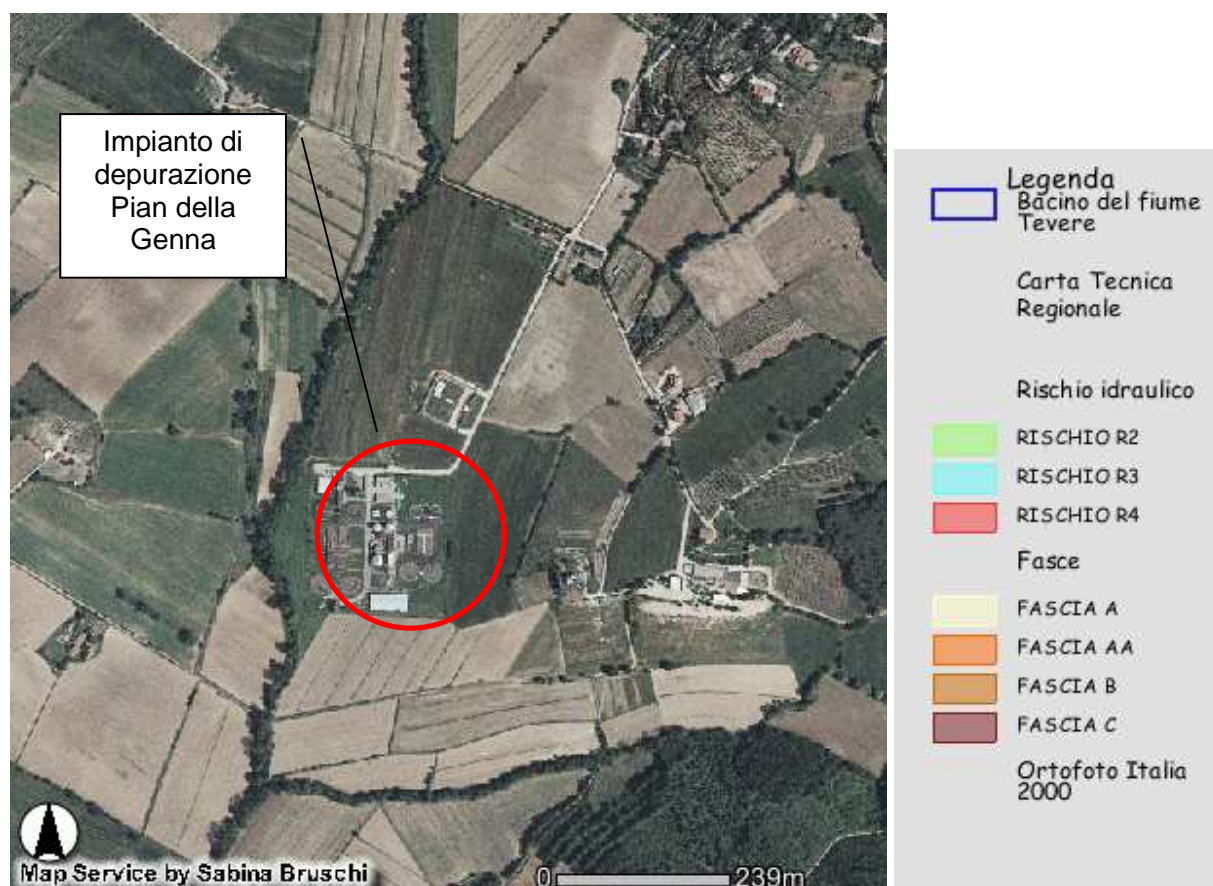 Impianto di
depurazione
Pian della
Genna
Map Service by Sabina Bruschi
0 239m
Legenda
Bacino del fiume
Tevere
Carta Tecnica
Regionale
Rischio idraulico
RISCHIO R2
RISCHIO R3
RISCHIO R4
Fasce
FASCIA A
FASCIA AA
FASCIA B
FASCIA C
Ortofoto Italia
2000